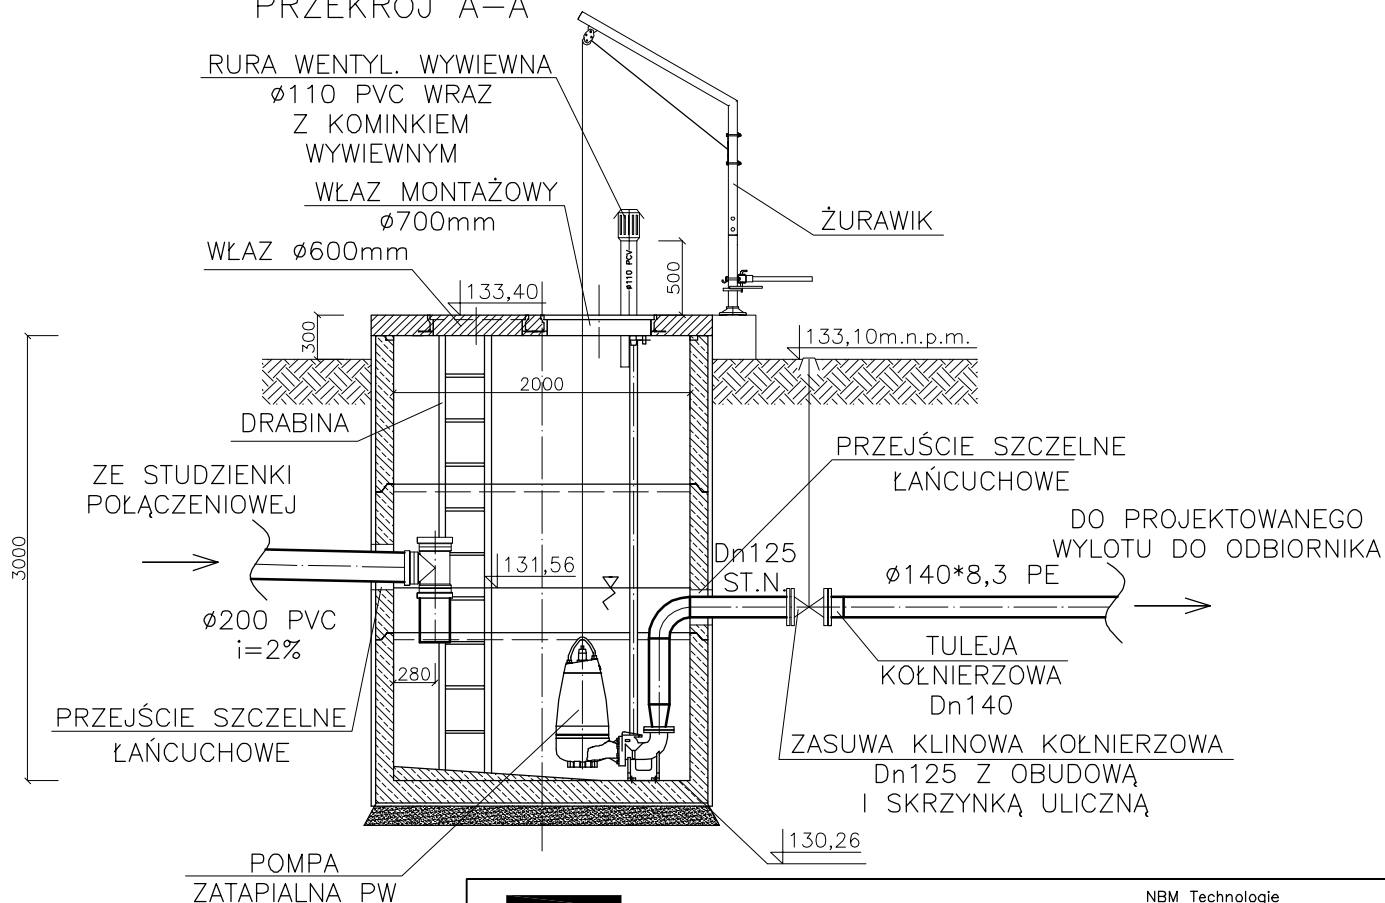 PRZEKRÓJ A–A
RURA WENTYL. WYWIEWNA
Ø110 PVC WRAZ
Z KOMINKIEM
WYWIEWNYM
WŁAZ MONTAŻOWY
Ø700mm
WŁAZ Ø600mm
ŻURAWIK
Ø110 PCV
500
133,40
300
133,10m.n.p.m.
2000
DRABINA
PRZEJŚCIE SZCZELNE
ŁAŃCUCHOWE
ZE STUDZIENKI
POŁĄCZENIOWEJ
DO PROJEKTOWANEGO
WYLOTU DO ODBIORNIKA
3000
Dn125
ST.N.
131,56
Ø140*8,3 PE
Ø200 PVC
i=2%
280
TULEJA
KOŁNIERZOWA
Dn140
PRZEJŚCIE SZCZELNE
ŁAŃCUCHOWE
ZASUWA KLINOWA KOŁNIERZOWA
Dn125 Z OBUDOWĄ
I SKRZYNKĄ ULICZNĄ
130,26
POMPA
ZATAPIALNA PW
NBM Technologie